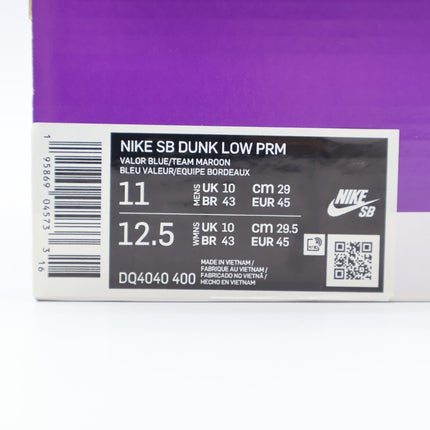 NIKE SB DUNK LOW PRM
VALOR BLUE/TEAM MAROON
BLEU VALEUR/EQUIPE BORDEAUX
11 MENS UK 10 cm 29
BR 43 EUR 45
12.5 WMNS UK 10 cm 29.5
BR 43 EUR 45
DQ4040 400
MADE IN VIETNAM /
FABRIQUE AU VIETNAM /
FABRICADO NO VIETNÃ /
HECHO EN VIETNAM
NIKE
SB
1 95869 04573 3 16